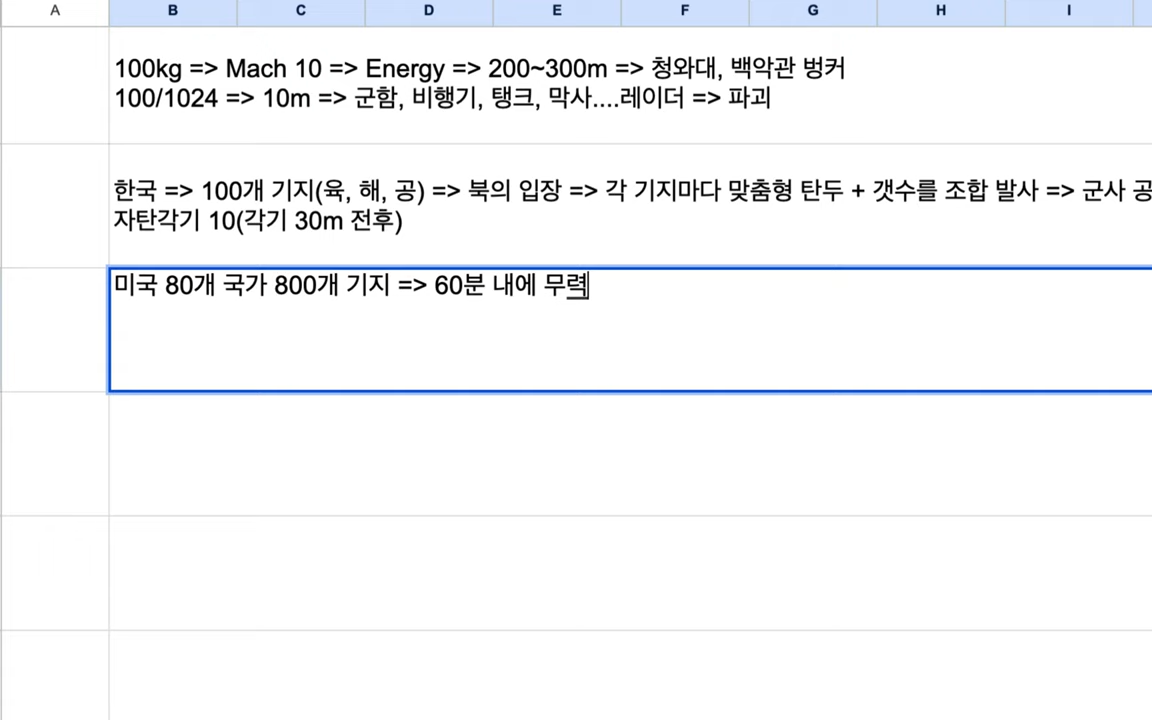 A B C D E F G H I
100kg => Mach 10 => Energy => 200~300m => 청와대, 백악관 벙커
100/1024 => 10m => 군함, 비행기, 탱크, 막사....레이더 => 파괴
한국 => 100개 기지(육, 해, 공) => 북의 입장 => 각 기지마다 맞춤형 탄두 + 갯수를 조합 발사 => 군사 공
자탄각기 10(각기 30m 전후)
미국 80개 국가 800개 기지 => 60분 내에 무력